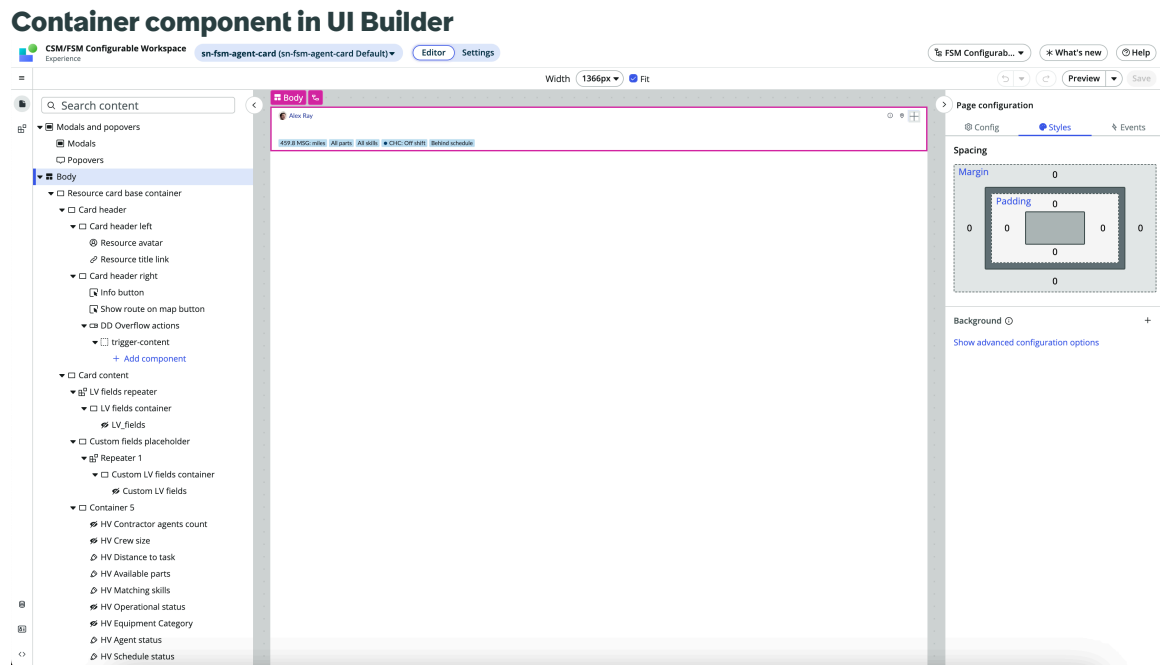 Container component in UI Builder
CSM/FSM Configurable Workspace
Experience
sn-fsm-agent-card (sn-fsm-agent-card Default)
Editor
Settings
FSM Configurab...
What's new
Help
Width
1366px
Fit
Preview
Save
Search content
Modals and popovers
Modals
Popovers
Body
Resource card base container
Card header
Card header left
Resource avatar
Resource title link
Card header right
Info button
Show route on map button
DD Overflow actions
trigger-content
+ Add component
Card content
LV fields repeater
LV fields container
LV_fields
Custom fields placeholder
Repeater 1
Custom LV fields container
Custom LV fields
Container 5
HV Contractor agents count
HV Crew size
HV Distance to task
HV Available parts
HV Matching skills
HV Operational status
HV Equipment Category
HV Agent status
HV Schedule status
Body
Alex Ray
459.8 MSG: miles
All parts
All skills
CHC: Off shift
Behind schedule
Page configuration
Config
Styles
Events
Spacing
Margin
0
Padding
0
0
0
0
0
0
0
Background
+
Show advanced configuration options